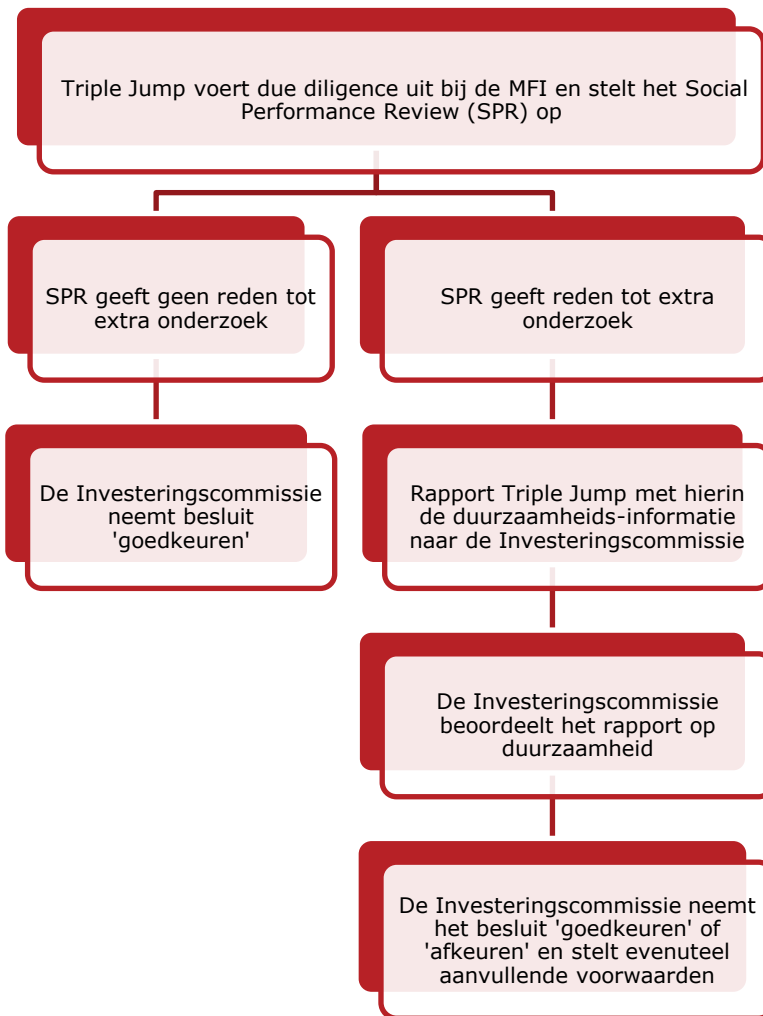 Triple Jump voert due diligence uit bij de MFI en stelt het Social
Performance Review (SPR) op
SPR geeft geen reden tot
extra onderzoek
SPR geeft reden tot extra
onderzoek
De Investeringscommissie
neemt besluit
'goedkeuren'
Rapport Triple Jump met hierin
de duurzaamheids-informatie
naar de Investeringscommissie
De Investeringscommissie
beoordeelt het rapport op
duurzaamheid
De Investeringscommissie neemt
het besluit 'goedkeuren' of
'afkeuren' en stelt evenuteel
aanvullende voorwaarden